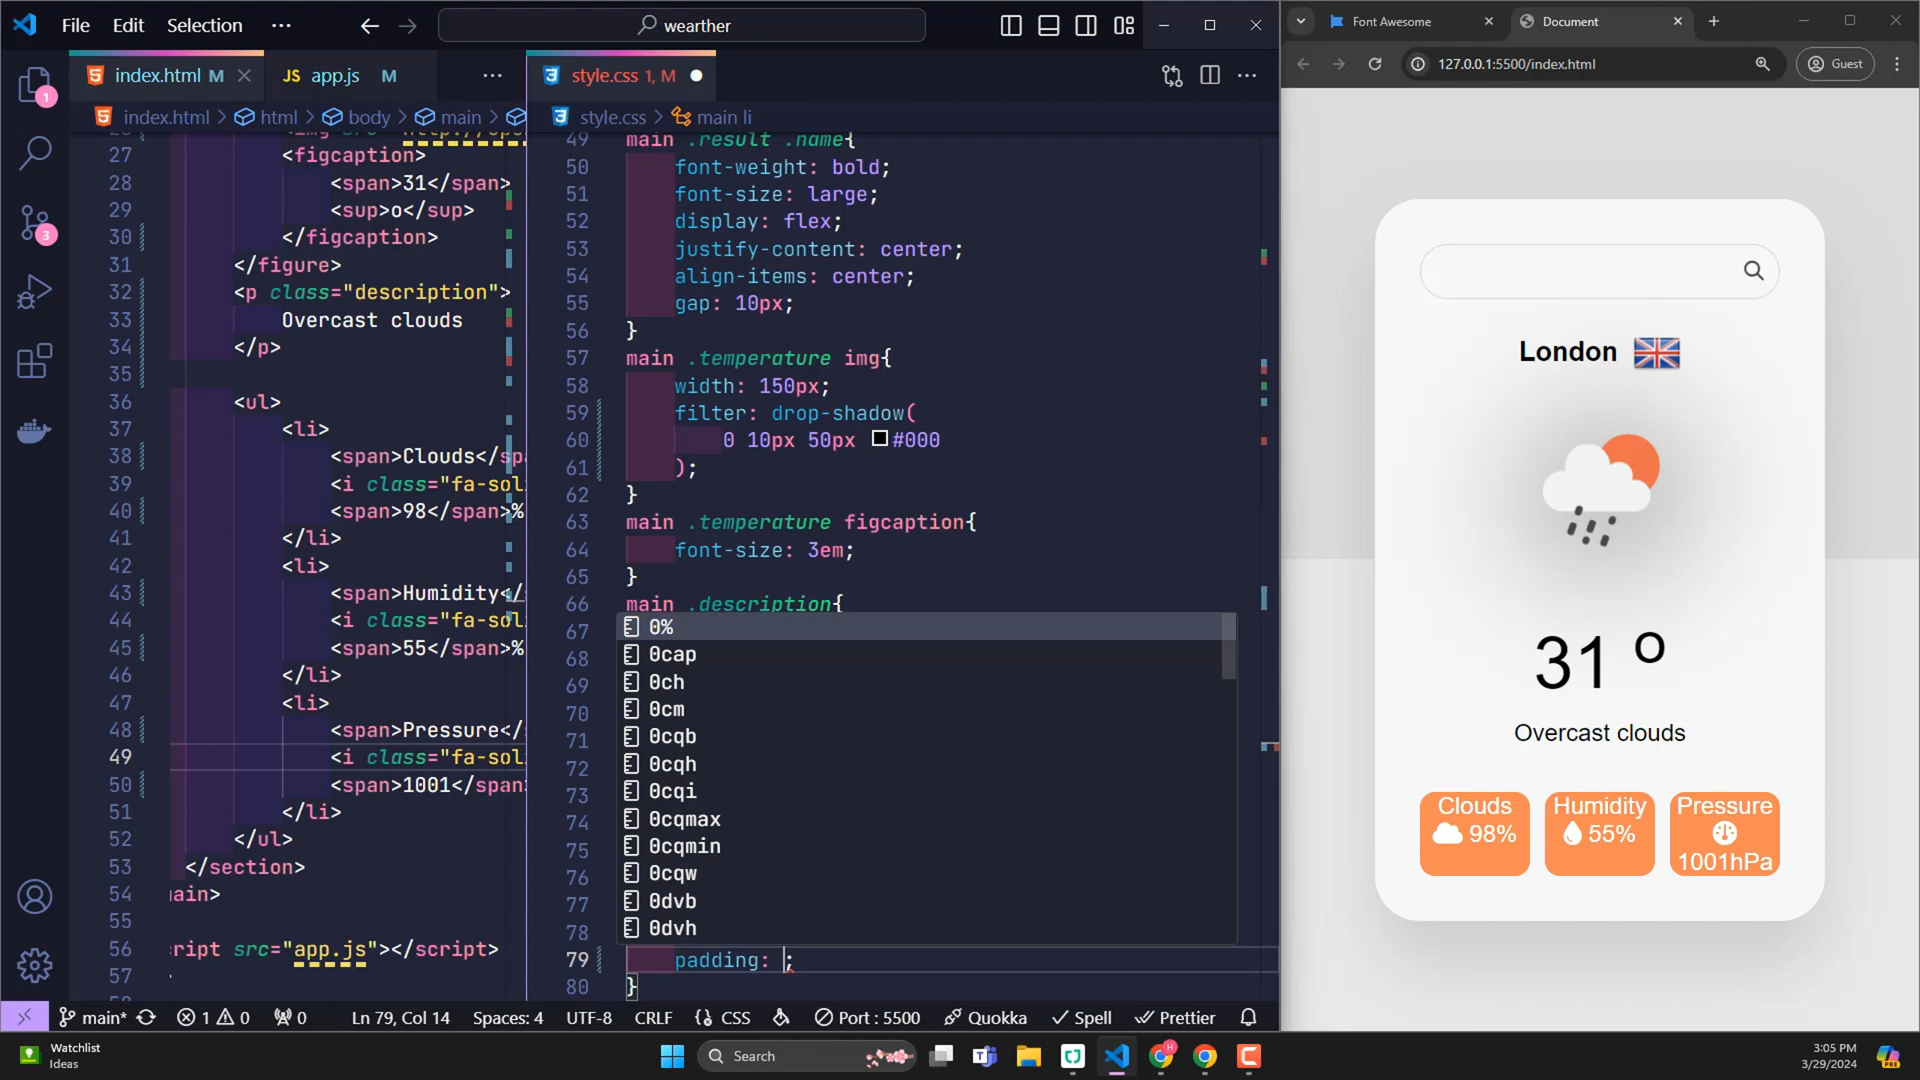 File Edit Selection ···
wearther
index.html M
JS app.js M
···
style.css 1, M
···
index.html > html > body > main >
style.css > main li
27 <figcaption>
28 <span>31</span>
29 <sup>o</sup>
30 </figcaption>
31 </figure>
32 <p class="description">
33 Overcast clouds
34 </p>
35
36 <ul>
37 <li>
38 <span>Clouds</spa
39 <i class="fa-sol
40 <span>98</span>%
41 </li>
42 <li>
43 <span>Humidity</
44 <i class="fa-sol
45 <span>55</span>%
46 </li>
47 <li>
48 <span>Pressure</
49 <i class="fa-sol
50 <span>1001</span>
51 </li>
52 </ul>
53 </section>
54 ain>
55
56 ript src="app.js"></script>
57
49 main .result .name{
50 font-weight: bold;
51 font-size: large;
52 display: flex;
53 justify-content: center;
54 align-items: center;
55 gap: 10px;
56 }
57 main .temperature img{
58 width: 150px;
59 filter: drop-shadow(
60 0 10px 50px #000
61 );
62 }
63 main .temperature figcaption{
64 font-size: 3em;
65 }
66 main .description{
67
68
69
70
71
72
73
74
75
76
77
78
0%
0cap
0ch
0cm
0cqb
0cqh
0cqi
0cqmax
0cqmin
0cqw
0dvb
0dvh
79 padding: ;
80 }
main* 1 0 0 Ln 79, Col 14 Spaces: 4 UTF-8 CRLF {} CSS Port : 5500 Quokka Spell Prettier
1
3
Font Awesome
Document
127.0.0.1:5500/index.html
Guest
London
31 o
Overcast clouds
Clouds
98%
Humidity
55%
Pressure
1001hPa
Watchlist
Ideas
Search
H
PRE
3:05 PM
3/29/2024